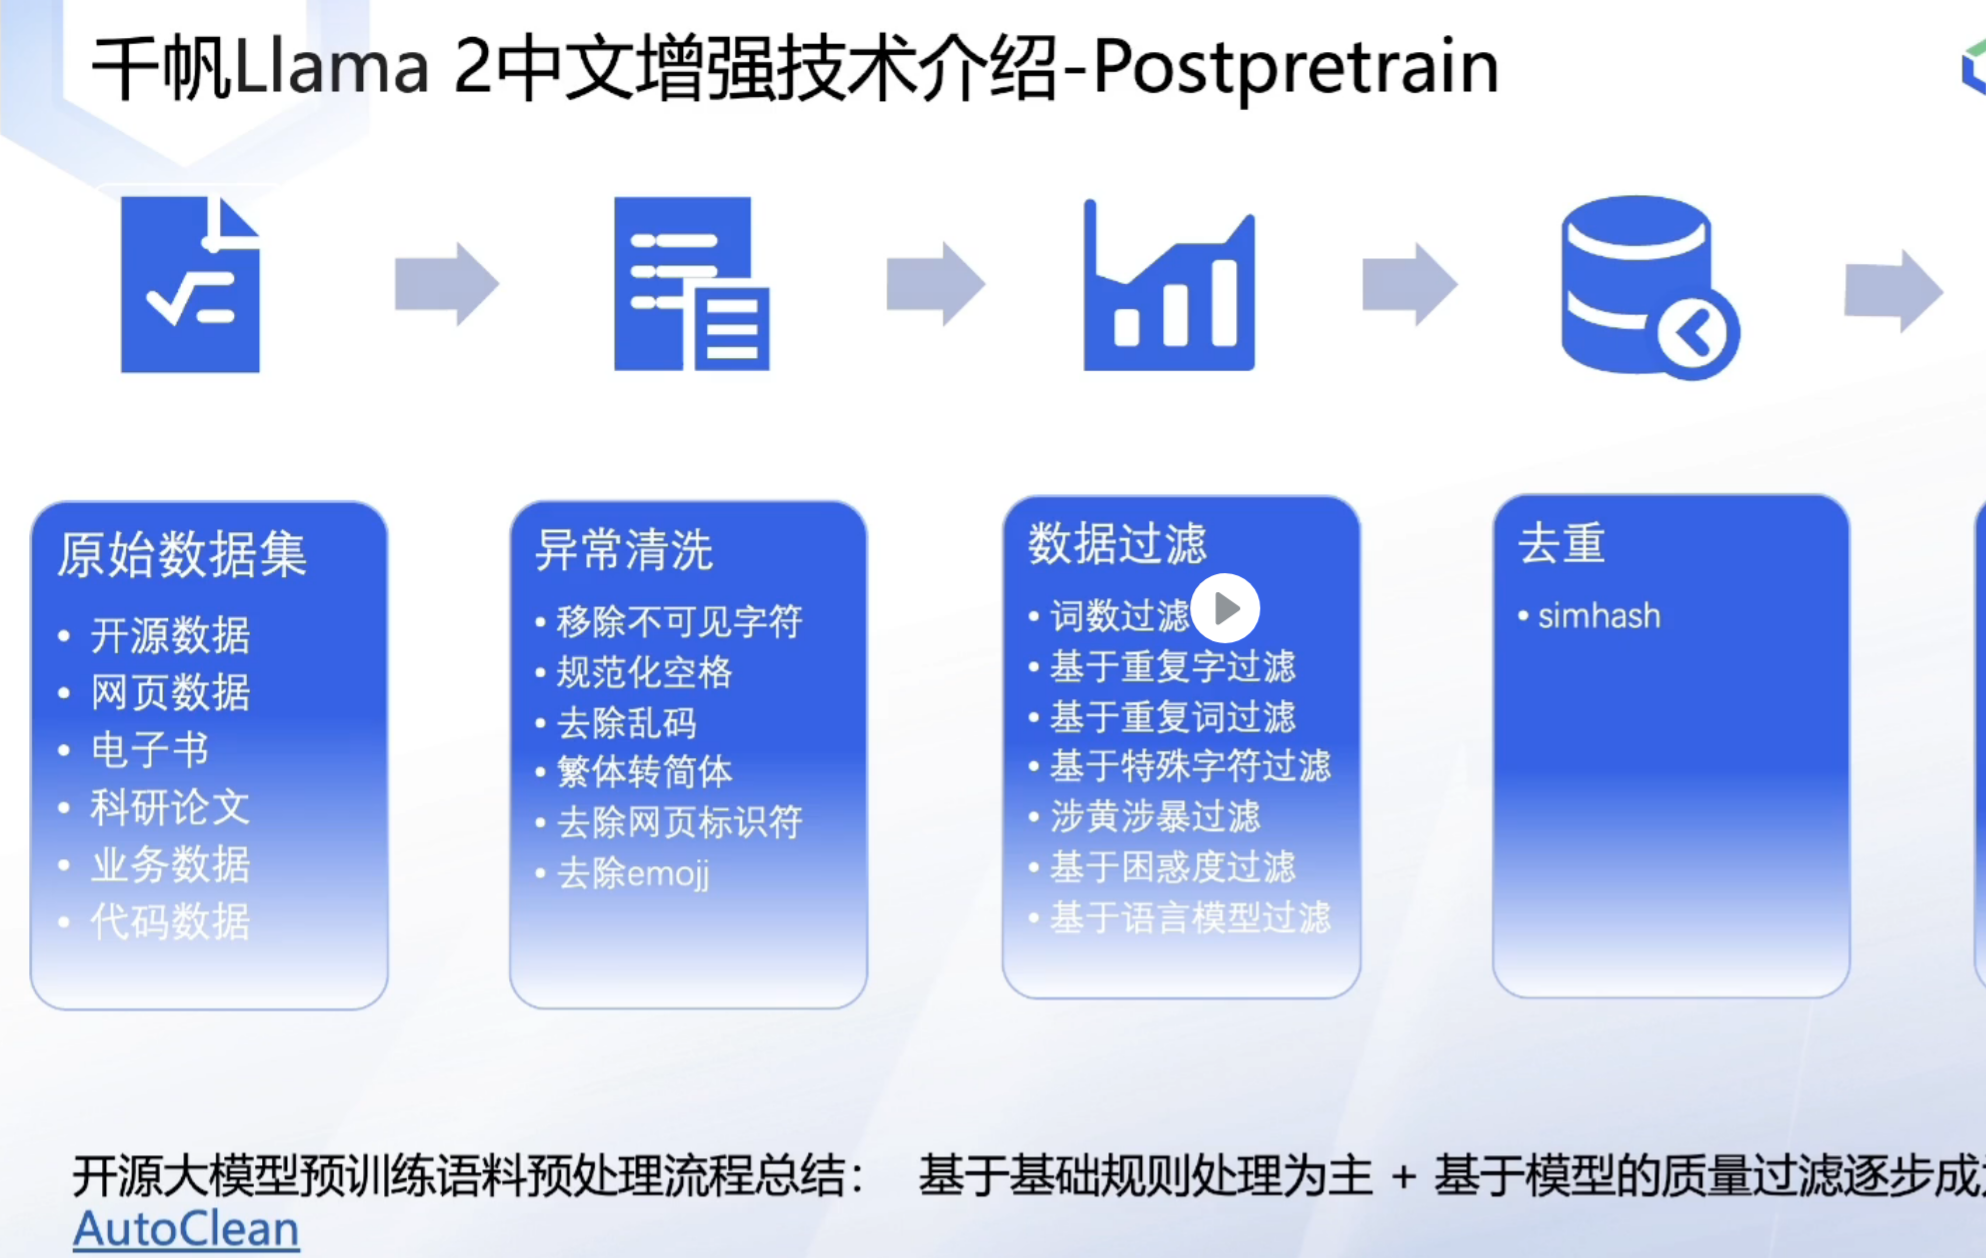 千帆Llama 2中文增强技术介绍-Postpretrain
原始数据集
• 开源数据
• 网页数据
• 电子书
• 科研论文
• 业务数据
• 代码数据
异常清洗
• 移除不可见字符
• 规范化空格
• 去除乱码
• 繁体转简体
• 去除网页标识符
• 去除emojj
数据过滤
• 词数过滤
• 基于重复字过滤
• 基于重复词过滤
• 基于特殊字符过滤
• 涉黄涉暴过滤
• 基于困惑度过滤
• 基于语言模型过滤
去重
• simhash
开源大模型预训练语料预处理流程总结： 基于基础规则处理为主 + 基于模型的质量过滤逐步成
AutoClean